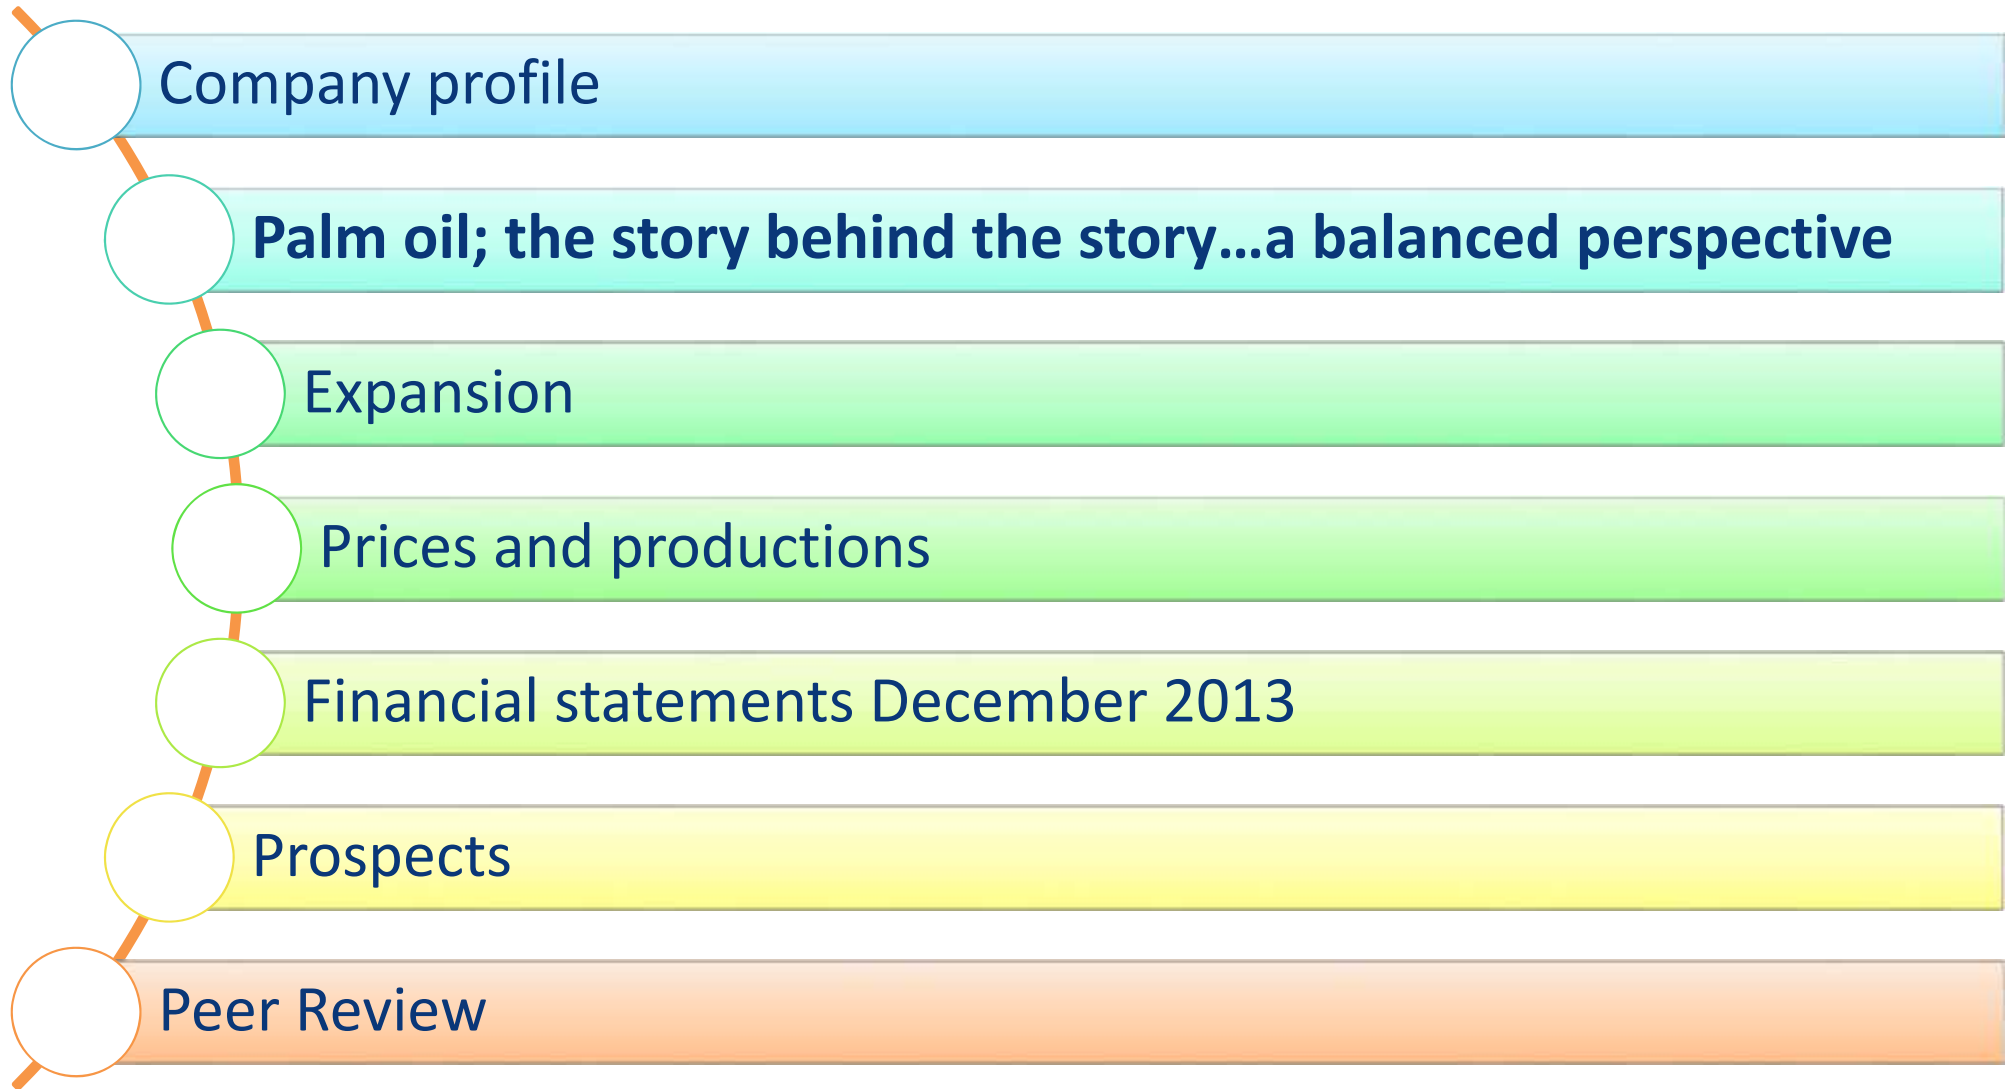 Company profile
Palm oil; the story behind the story...a balanced perspective
Expansion
Prices and productions
Financial statements December 2013
Prospects
Peer Review